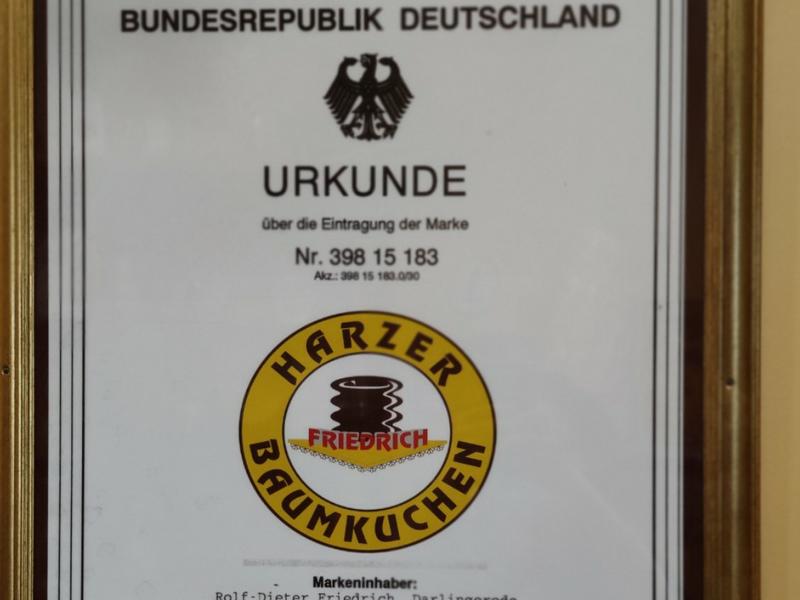 BUNDESREPUBLIK DEUTSCHLAND
URKUNDE
über die Eintragung der Marke
Nr. 398 15 183
Akz.: 398 15 183.0/30
HARZER
FRIEDRICH
BAUMKUCHEN
Markeninhaber:
Rolf-Dieter Friedrich, Darlingerode